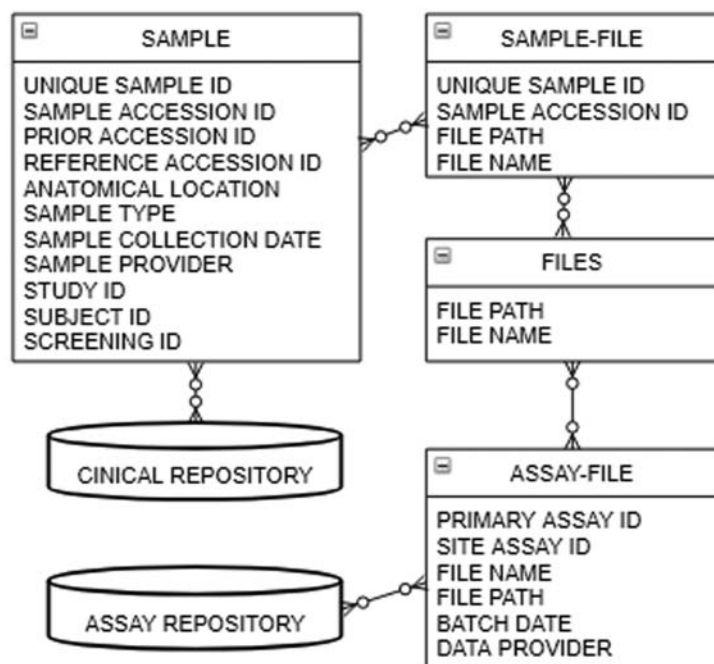 SAMPLE
UNIQUE SAMPLE ID
SAMPLE ACCESSION ID
PRIOR ACCESSION ID
REFERENCE ACCESSION ID
ANATOMICAL LOCATION
SAMPLE TYPE
SAMPLE COLLECTION DATE
SAMPLE PROVIDER
STUDY ID
SUBJECT ID
SCREENING ID
SAMPLE-FILE
UNIQUE SAMPLE ID
SAMPLE ACCESSION ID
FILE PATH
FILE NAME
FILES
FILE PATH
FILE NAME
CINICAL REPOSITORY
ASSAY-FILE
PRIMARY ASSAY ID
SITE ASSAY ID
FILE NAME
FILE PATH
BATCH DATE
DATA PROVIDER
ASSAY REPOSITORY